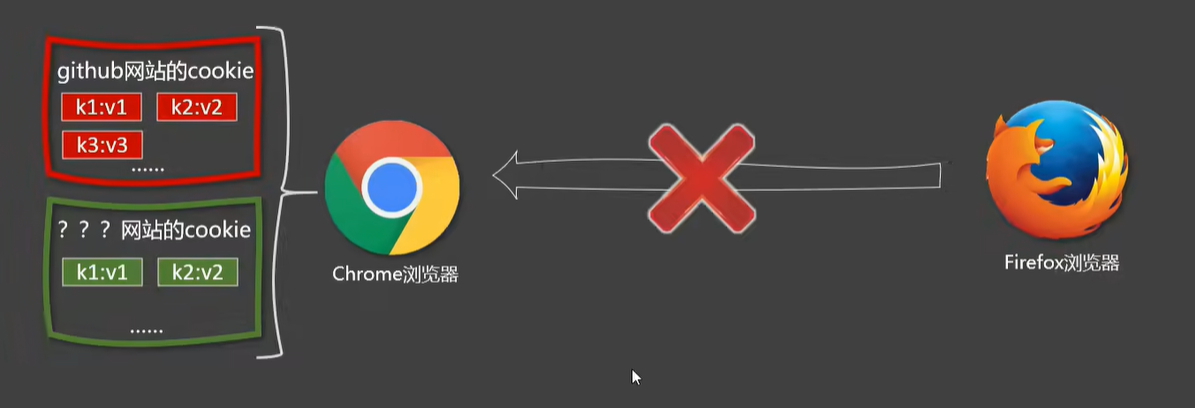 github网站的cookie
k1:v1 k2:v2
k3:v3
......
？？？网站的cookie
k1:v1 k2:v2
......
Chrome浏览器
Firefox浏览器